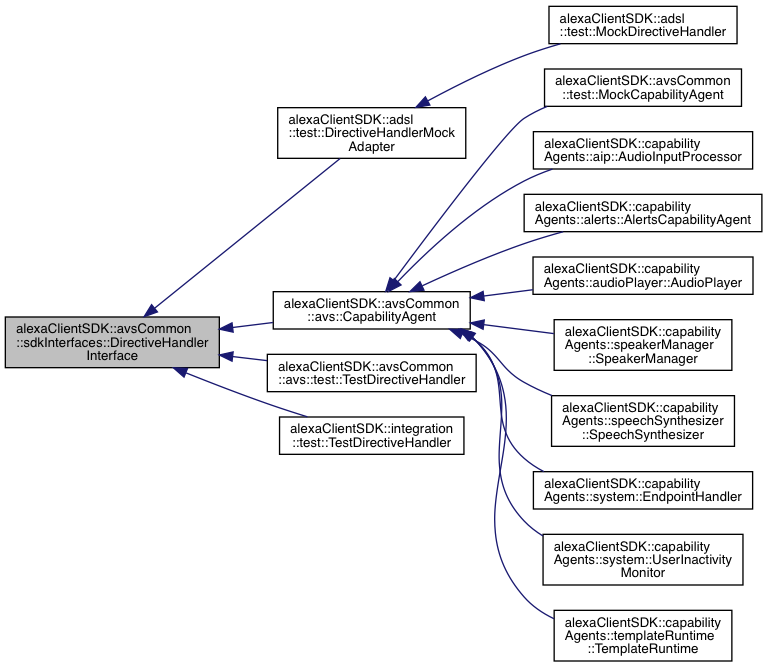 alexaClientSDK::adsl
::test::MockDirectiveHandler
alexaClientSDK::avsCommon
::test::MockCapabilityAgent
alexaClientSDK::adsl
::test::DirectiveHandlerMock
Adapter
alexaClientSDK::capability
Agents::aip::AudioInputProcessor
alexaClientSDK::capability
Agents::alerts::AlertsCapabilityAgent
alexaClientSDK::capability
Agents::audioPlayer::AudioPlayer
alexaClientSDK::avsCommon
::avs::CapabilityAgent
alexaClientSDK::avsCommon
::sdkInterfaces::DirectiveHandler
Interface
alexaClientSDK::capability
Agents::speakerManager
::SpeakerManager
alexaClientSDK::avsCommon
::avs::test::TestDirectiveHandler
alexaClientSDK::capability
Agents::speechSynthesizer
::SpeechSynthesizer
alexaClientSDK::integration
::test::TestDirectiveHandler
alexaClientSDK::capability
Agents::system::EndpointHandler
alexaClientSDK::capability
Agents::system::UserInactivity
Monitor
alexaClientSDK::capability
Agents::templateRuntime
::TemplateRuntime